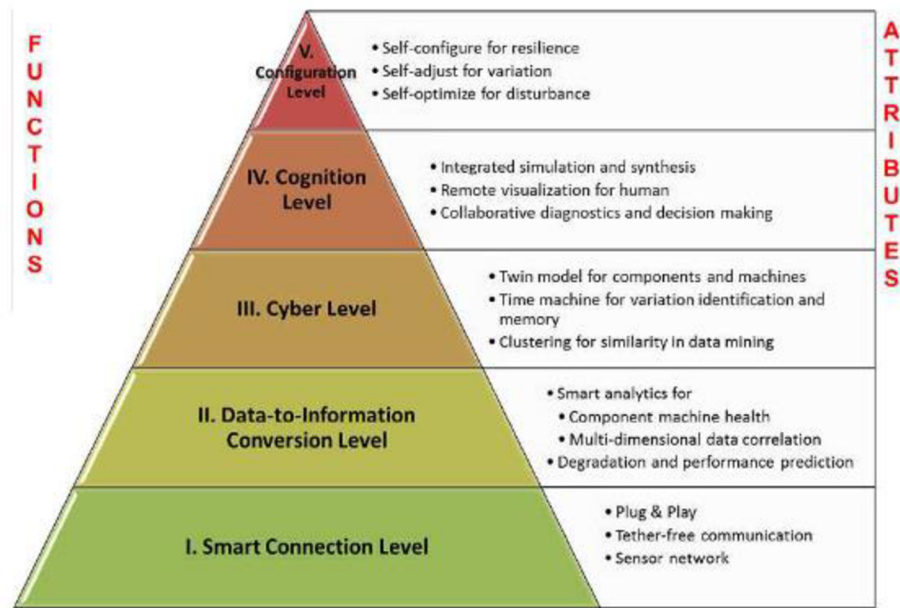 FUNCTIONS
ATTRIBUTES
V.
Configuration
Level
• Self-configure for resilience
• Self-adjust for variation
• Self-optimize for disturbance
IV. Cognition
Level
• Integrated simulation and synthesis
• Remote visualization for human
• Collaborative diagnostics and decision making
III. Cyber Level
• Twin model for components and machines
• Time machine for variation identification and
memory
• Clustering for similarity in data mining
II. Data-to-Information
Conversion Level
• Smart analytics for
• Component machine health
• Multi-dimensional data correlation
• Degradation and performance prediction
I. Smart Connection Level
• Plug & Play
• Tether-free communication
• Sensor network